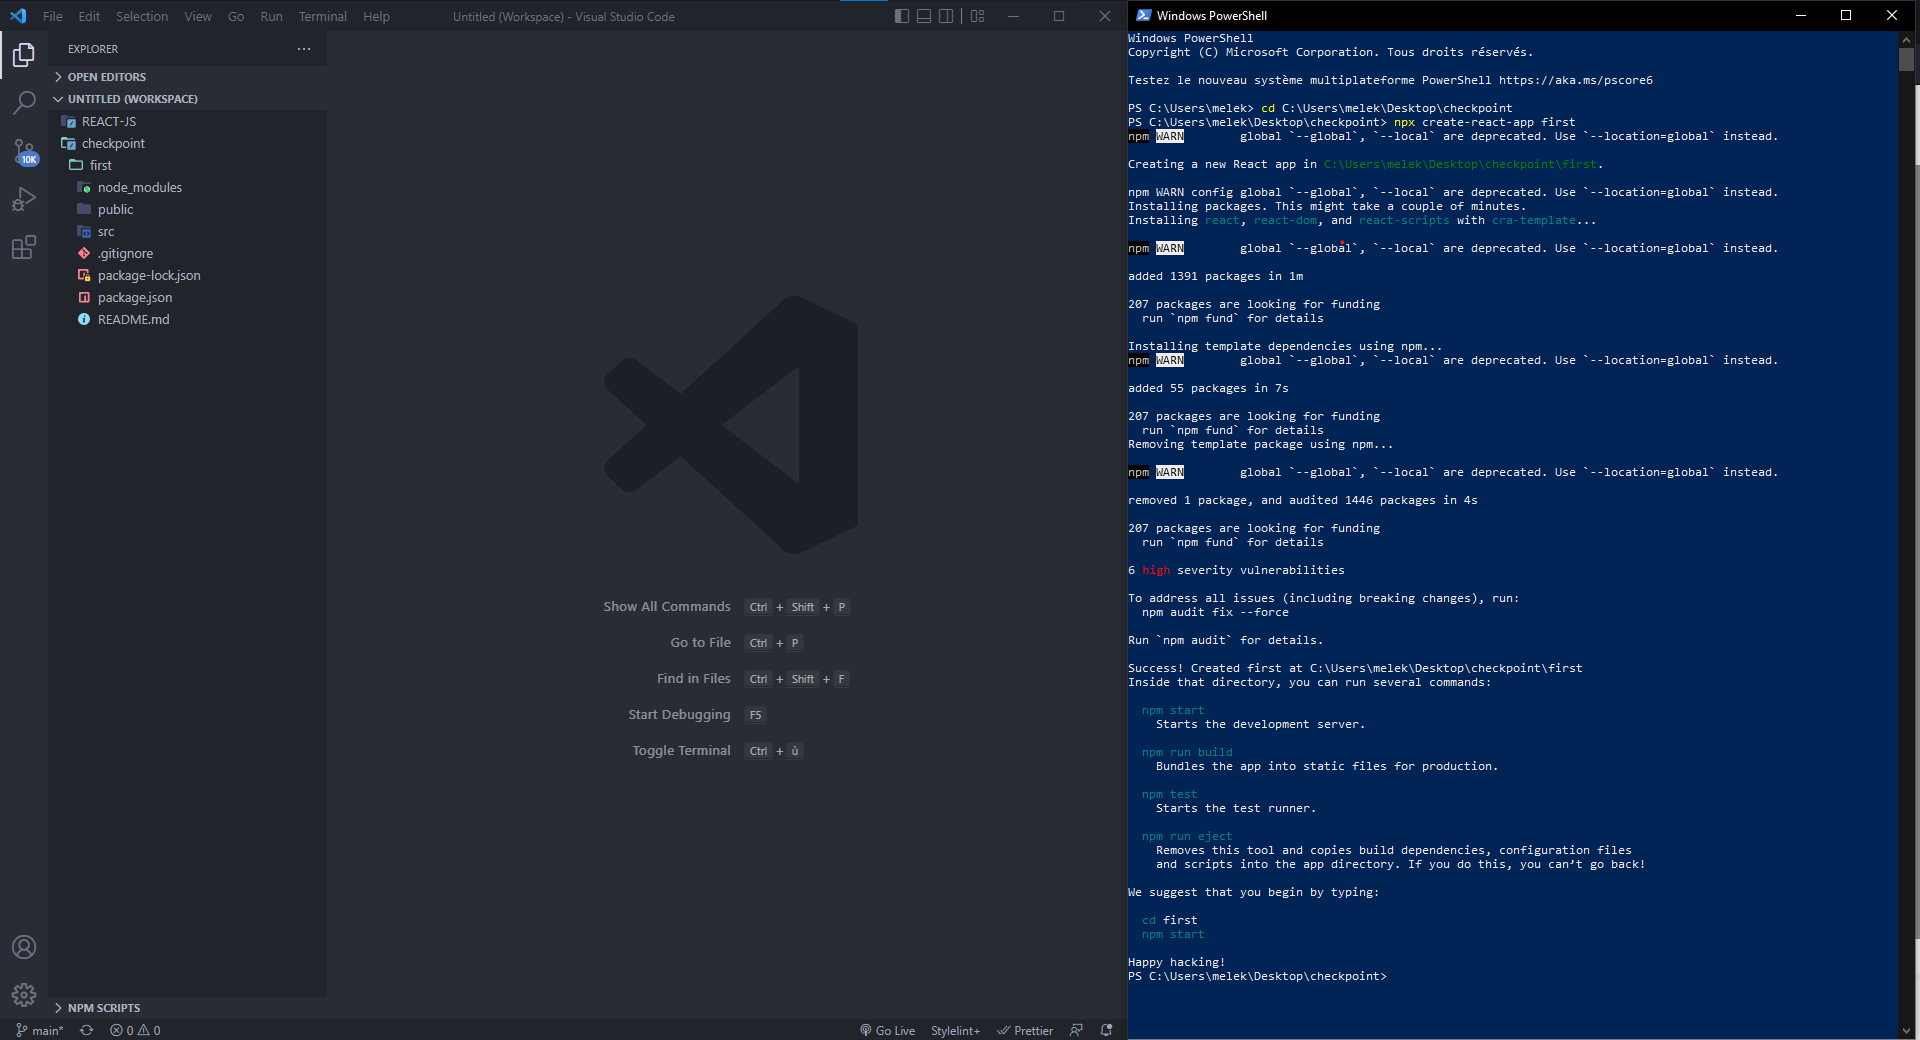 File Edit Selection View Go Run Terminal Help
Untitled (Workspace) - Visual Studio Code
EXPLORER
OPEN EDITORS
UNTITLED (WORKSPACE)
REACT-JS
checkpoint
first
node_modules
public
src
.gitignore
package-lock.json
package.json
README.md
10K
Show All Commands Ctrl + Shift + P
Go to File Ctrl + P
Find in Files Ctrl + Shift + F
Start Debugging F5
Toggle Terminal Ctrl + ù
NPM SCRIPTS
main* 0 0 Go Live Stylelint+ Prettier
Windows PowerShell
Windows PowerShell
Copyright (C) Microsoft Corporation. Tous droits réservés.
Testez le nouveau système multiplateforme PowerShell https://aka.ms/pscore6
PS C:\Users\melek> cd C:\Users\melek\Desktop\checkpoint
PS C:\Users\melek\Desktop\checkpoint> npx create-react-app first
npm WARN global `--global`, `--local` are deprecated. Use `--location=global` instead.
Creating a new React app in C:\Users\melek\Desktop\checkpoint\first.
npm WARN config global `--global`, `--local` are deprecated. Use `--location=global` instead.
Installing packages. This might take a couple of minutes.
Installing react, react-dom, and react-scripts with cra-template...
npm WARN global `--global`, `--local` are deprecated. Use `--location=global` instead.
added 1391 packages in 1m
207 packages are looking for funding
run `npm fund` for details
Installing template dependencies using npm...
npm WARN global `--global`, `--local` are deprecated. Use `--location=global` instead.
added 55 packages in 7s
207 packages are looking for funding
run `npm fund` for details
Removing template package using npm...
npm WARN global `--global`, `--local` are deprecated. Use `--location=global` instead.
removed 1 package, and audited 1446 packages in 4s
207 packages are looking for funding
run `npm fund` for details
6 high severity vulnerabilities
To address all issues (including breaking changes), run:
npm audit fix --force
Run `npm audit` for details.
Success! Created first at C:\Users\melek\Desktop\checkpoint\first
Inside that directory, you can run several commands:
npm start
Starts the development server.
npm run build
Bundles the app into static files for production.
npm test
Starts the test runner.
npm run eject
Removes this tool and copies build dependencies, configuration files
and scripts into the app directory. If you do this, you can’t go back!
We suggest that you begin by typing:
cd first
npm start
Happy hacking!
PS C:\Users\melek\Desktop\checkpoint>